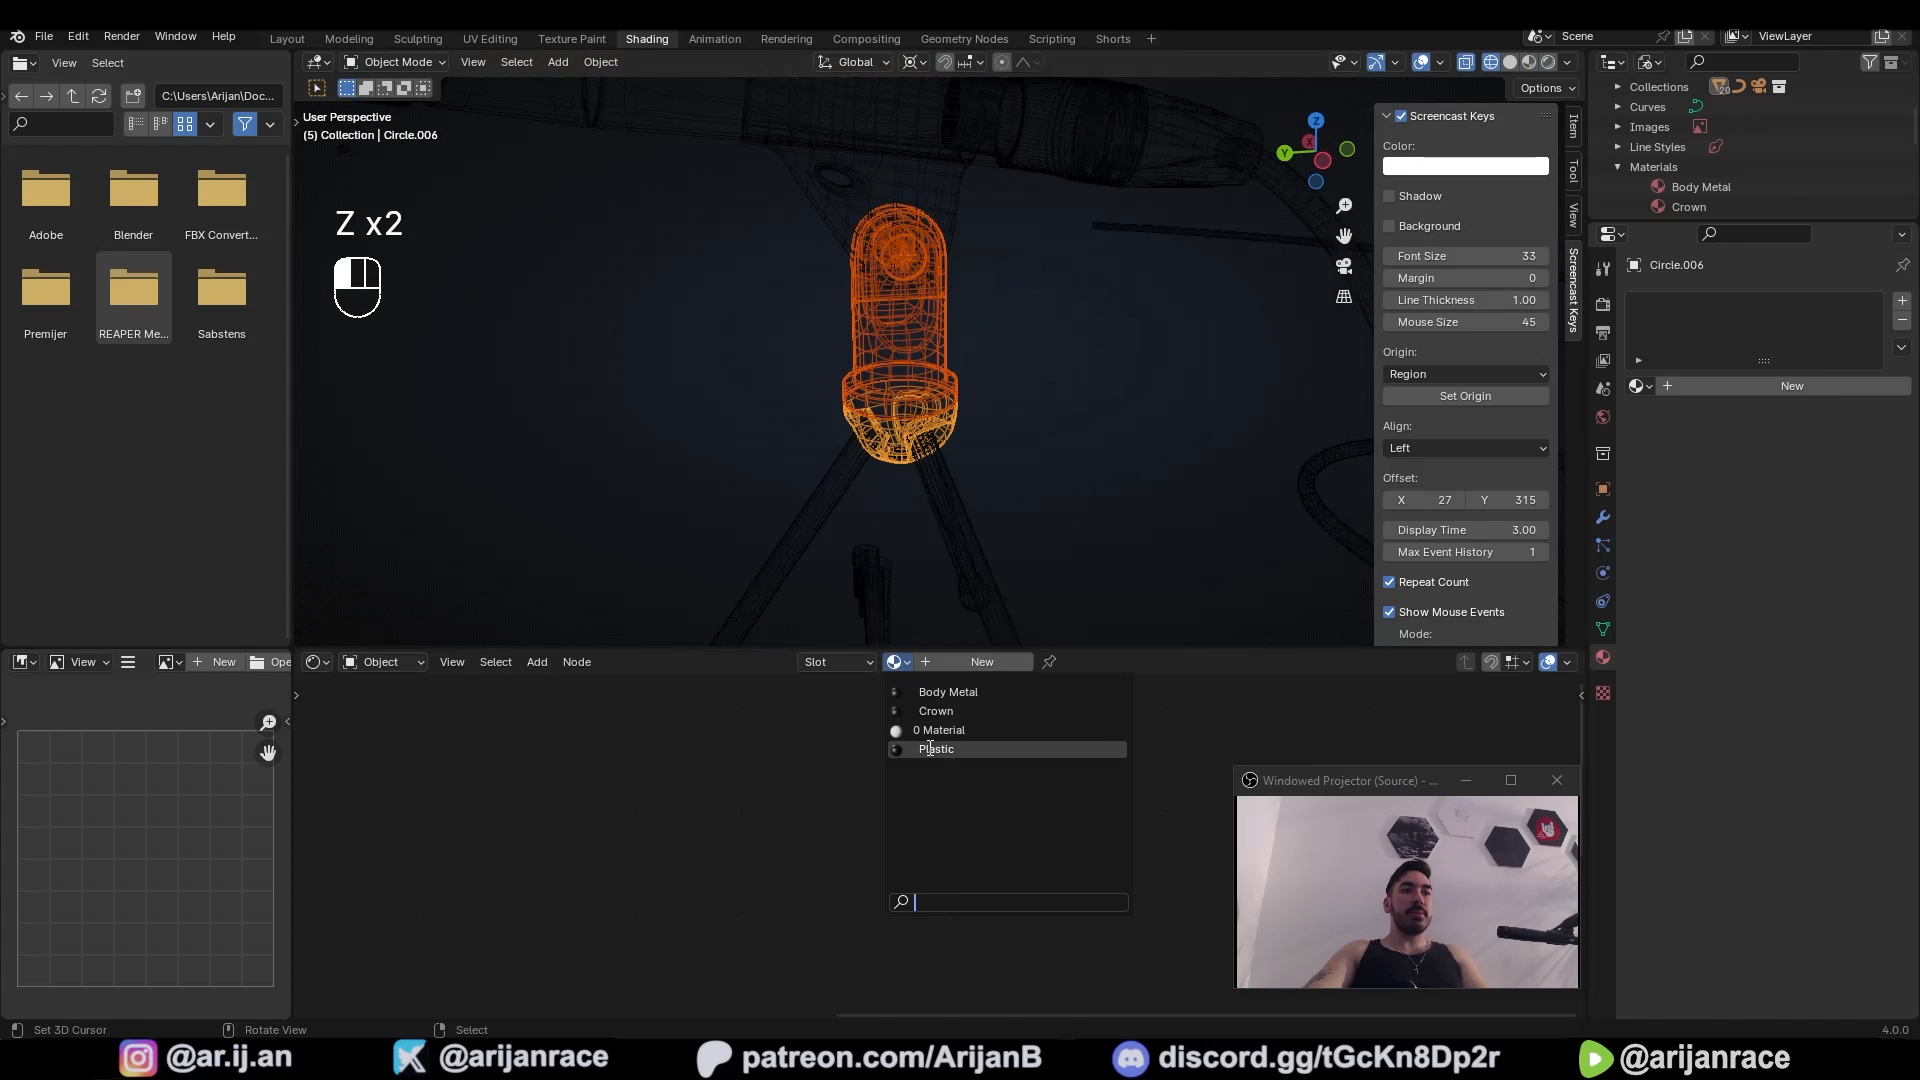 File Edit Render Window Help
Layout Modeling Sculpting UV Editing Texture Paint Shading Animation Rendering Compositing Geometry Nodes Scripting Shorts
Scene
ViewLayer
View Select
Object Mode View Select Add Object
Global
C:\Users\Arijan\Doc...
Options
Adobe Blender FBX Convert...
Premijer REAPER Me... Sabstens
User Perspective
(5) Collection | Circle.006
Z x2
X
Y
Z
Screencast Keys
Color:
Shadow
Background
Font Size 33
Margin 0
Line Thickness 1.00
Mouse Size 45
Origin:
Region
Set Origin
Align:
Left
Offset:
X 27 Y 315
Display Time 3.00
Max Event History 1
Repeat Count
Show Mouse Events
Mode:
Item
Tool
View
Screencast Keys
Collections
20
Curves
Images
Line Styles
Materials
Body Metal
Crown
Circle.006
New
View New Ope
Object View Select Add Node
Slot
New
Body Metal
Crown
0 Material
Plastic
Windowed Projector (Source) - ...
Set 3D Cursor Rotate View Select
4.0.0
@ar.ij.an @arijanrace patreon.com/ArijanB discord.gg/tGcKn8Dp2r @arijanrace